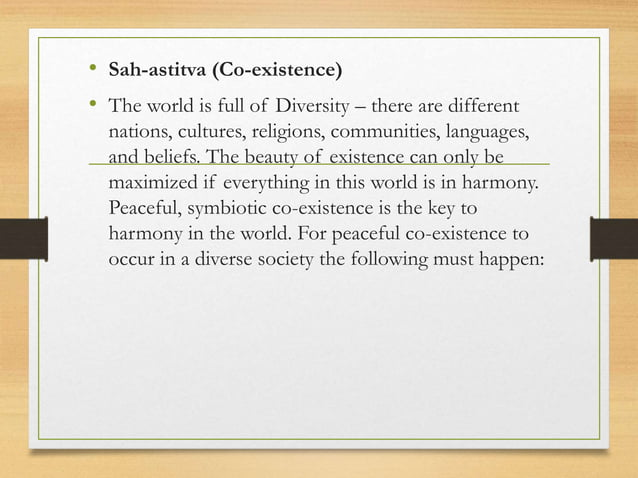 • Sah-astitva (Co-existence)
• The world is full of Diversity – there are different
nations, cultures, religions, communities, languages,
and beliefs. The beauty of existence can only be
maximized if everything in this world is in harmony.
Peaceful, symbiotic co-existence is the key to
harmony in the world. For peaceful co-existence to
occur in a diverse society the following must happen: